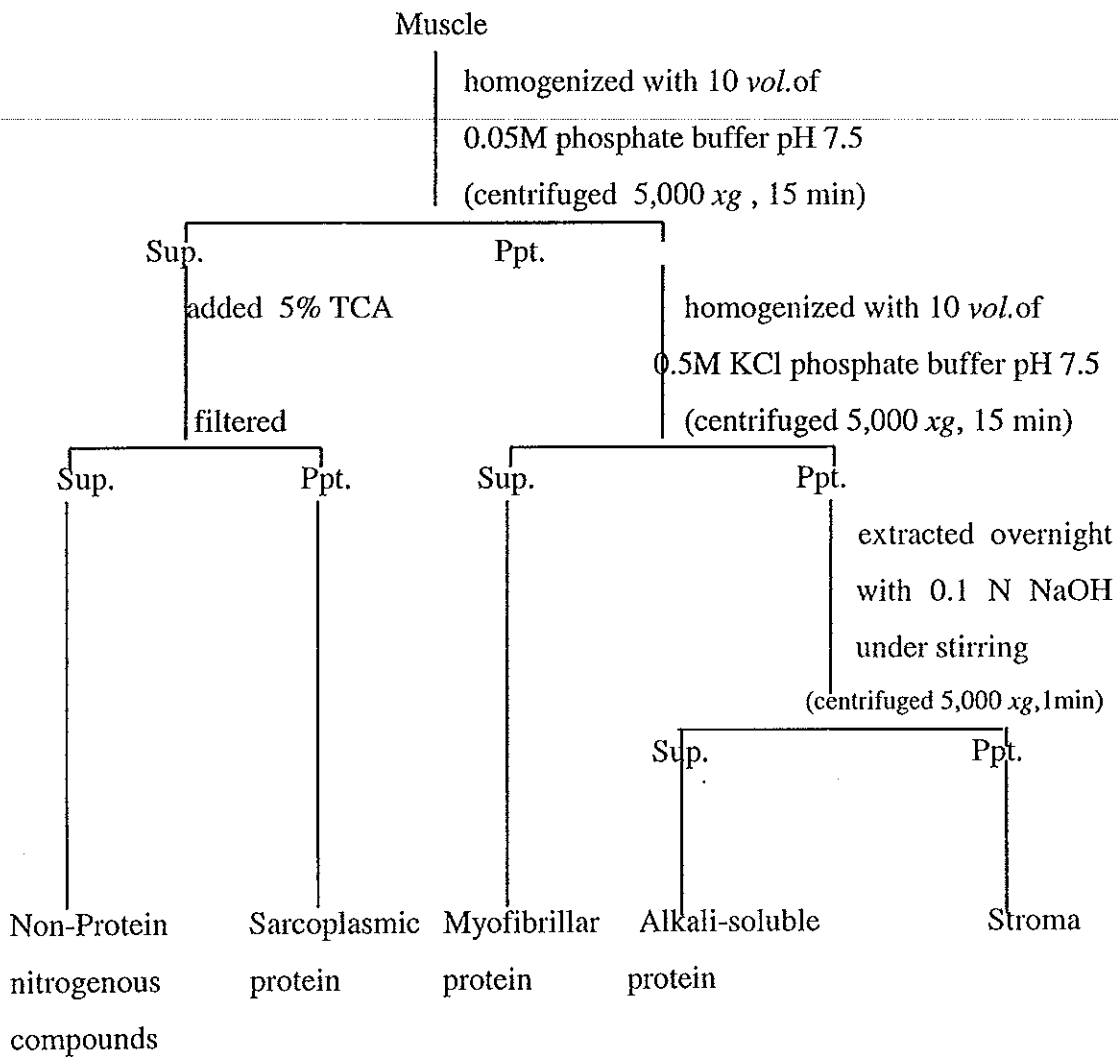 Muscle
homogenized with 10 vol.of
0.05M phosphate buffer pH 7.5
(centrifuged 5,000 xg , 15 min)
Sup.
Ppt.
added 5% TCA
filtered
homogenized with 10 vol.of
0.5M KCl phosphate buffer pH 7.5
(centrifuged 5,000 xg, 15 min)
Sup.
Ppt.
Sup.
Ppt.
extracted overnight
with 0.1 N NaOH
under stirring
(centrifuged 5,000 xg,1min)
Sup.
Ppt.
Non-Protein
nitrogenous
compounds
Sarcoplasmic
protein
Myofibrillar
protein
Alkali-soluble
protein
Stroma